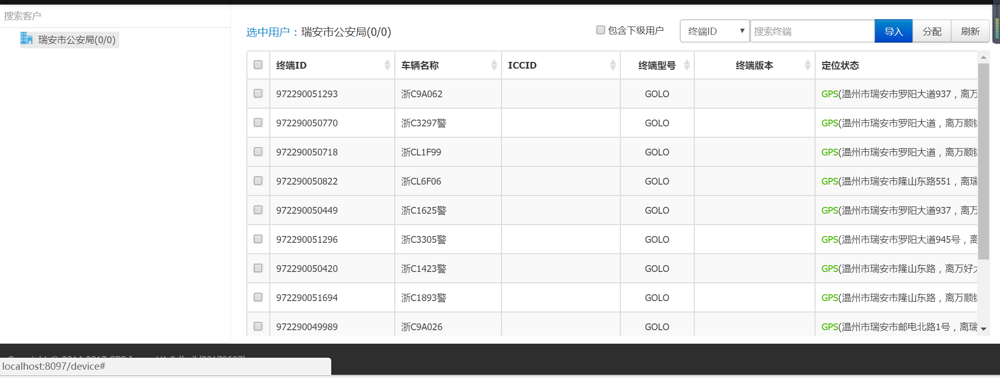 搜索客户
瑞安市公安局(0/0)
选中用户：瑞安市公安局(0/0)
包含下级用户 终端ID 搜索终端 导入 分配 刷新
终端ID 车辆名称 ICCID 终端型号 终端版本 定位状态
972290051293 浙C9A062 GOLO GPS(温州市瑞安市罗阳大道937，离万
972290050770 浙C3297警 GOLO GPS(温州市瑞安市罗阳大道，离万顺
972290050718 浙CL1F99 GOLO GPS(温州市瑞安市罗阳大道，离万顺
972290050822 浙CL6F06 GOLO GPS(温州市瑞安市隆山东路551，离瑞
972290050449 浙C1625警 GOLO GPS(温州市瑞安市罗阳大道937，离万
972290051296 浙C3305警 GOLO GPS(温州市瑞安市罗阳大道945号，离
972290050420 浙C1423警 GOLO GPS(温州市瑞安市隆山东路，离万好
972290051694 浙C1893警 GOLO GPS(温州市瑞安市隆山东路，离万顺
972290049989 浙C9A026 GOLO GPS(温州市瑞安市邮电北路1号，离瑞
localhost:8097/device#